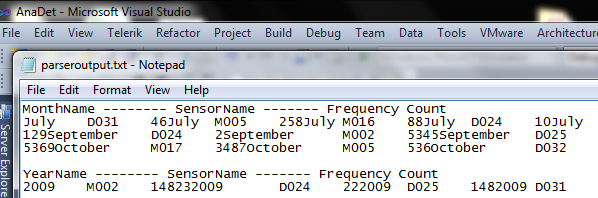 AnaDet - Microsoft Visual Studio
File Edit View Telerik Refactor Project Build Debug Team Data Tools VMware Architecture
parseroutput.txt - Notepad
File Edit Format View Help
MonthName -------- SensorName ------- Frequency Count
July D031 46July M005 258July M016 88July D024 10July
129September D024 2September M002 5345September D025
5369October M017 3487October M005 536October D032
YearName -------- SensorName ------- Frequency Count
2009 M002 148232009 D024 222009 D025 1482009 D031
Server Explorer